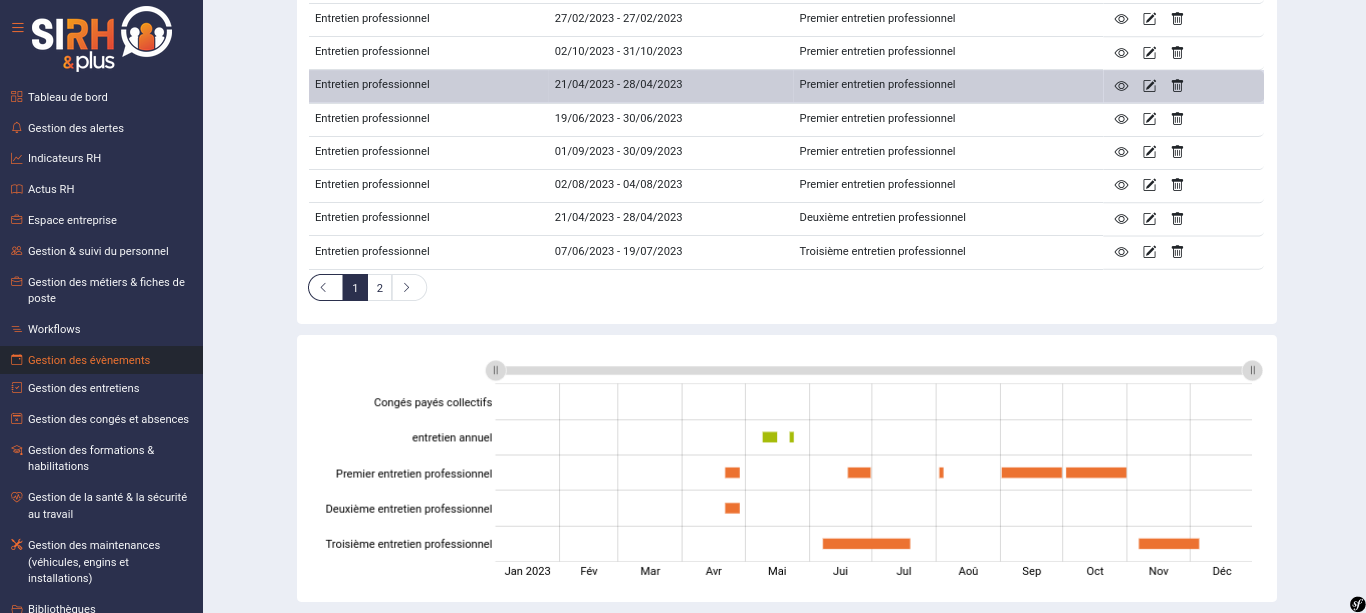 SIRH
&plus
Tableau de bord
Gestion des alertes
Indicateurs RH
Actus RH
Espace entreprise
Gestion & suivi du personnel
Gestion des métiers & fiches de
poste
Workflows
Gestion des évènements
Gestion des entretiens
Gestion des congés et absences
Gestion des formations &
habilitations
Gestion de la santé & la sécurité
au travail
Gestion des maintenances
(véhicules, engins et
installations)
Bibliothèques
Entretien professionnel 27/02/2023 - 27/02/2023 Premier entretien professionnel
Entretien professionnel 02/10/2023 - 31/10/2023 Premier entretien professionnel
Entretien professionnel 21/04/2023 - 28/04/2023 Premier entretien professionnel
Entretien professionnel 19/06/2023 - 30/06/2023 Premier entretien professionnel
Entretien professionnel 01/09/2023 - 30/09/2023 Premier entretien professionnel
Entretien professionnel 02/08/2023 - 04/08/2023 Premier entretien professionnel
Entretien professionnel 21/04/2023 - 28/04/2023 Deuxième entretien professionnel
Entretien professionnel 07/06/2023 - 19/07/2023 Troisième entretien professionnel
1 2
Congés payés collectifs
entretien annuel
Premier entretien professionnel
Deuxième entretien professionnel
Troisième entretien professionnel
Jan 2023 Fév Mar Avr Mai Jui Jul Aoû Sep Oct Nov Déc
sf